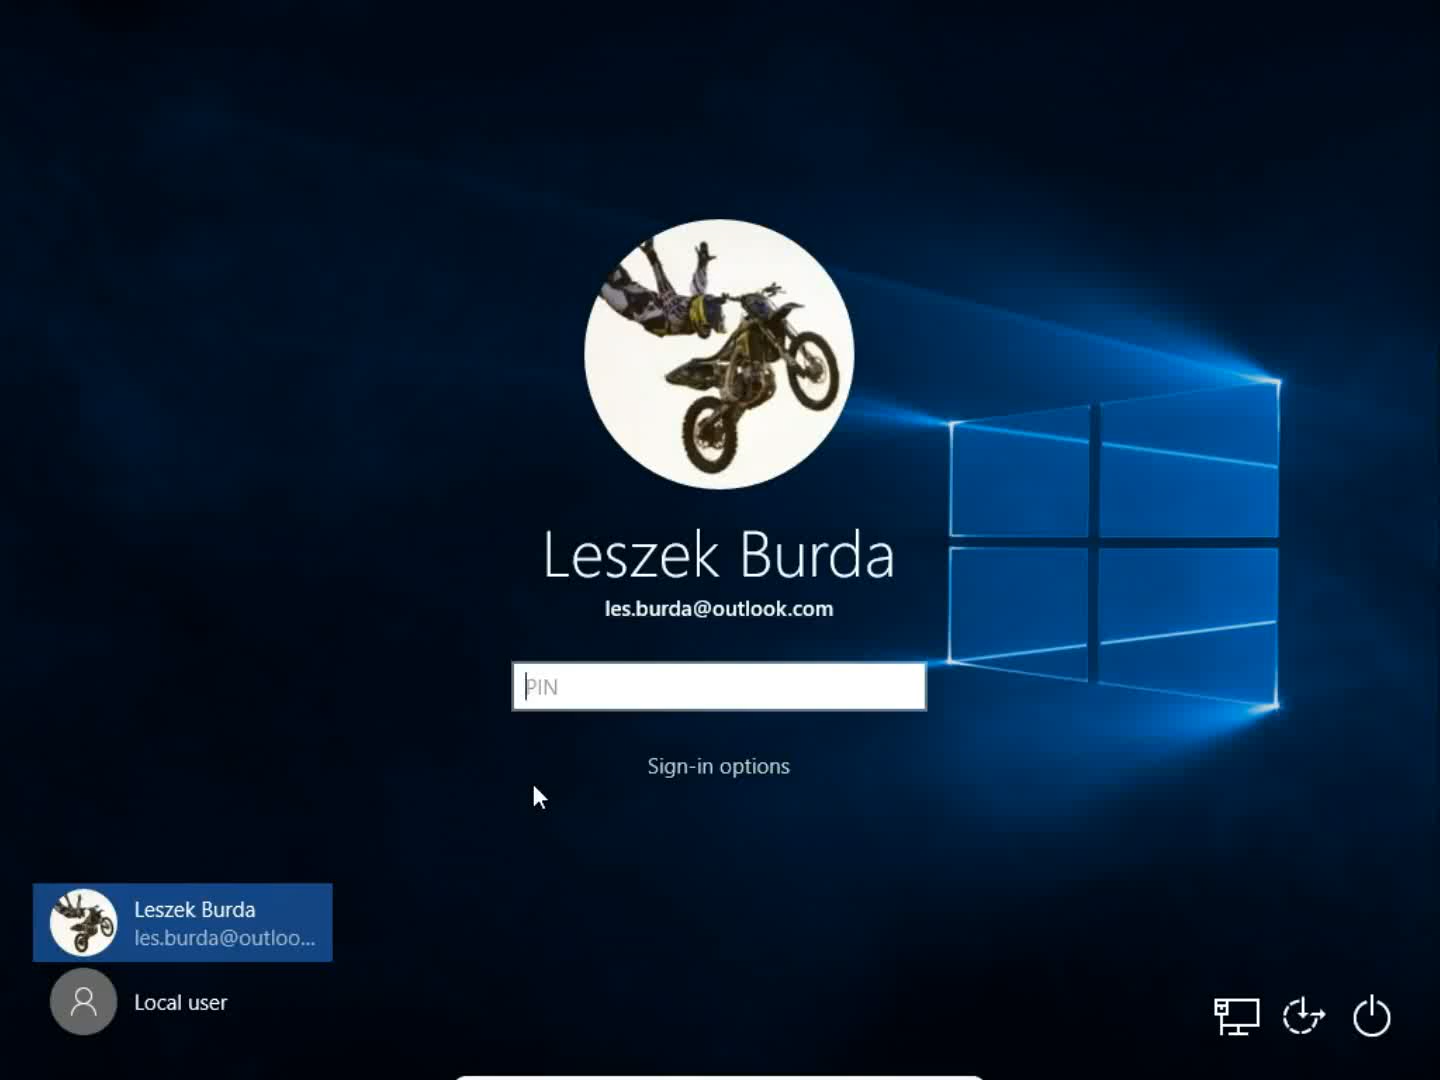 Leszek Burda
les.burda@outlook.com
PIN
Sign-in options
Leszek Burda
les.burda@outloo...
Local user